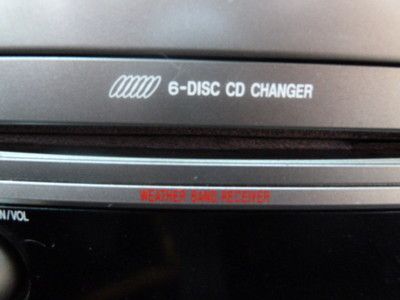 6-DISC CD CHANGER
WEATHER BAND RECEIVER
N/VOL